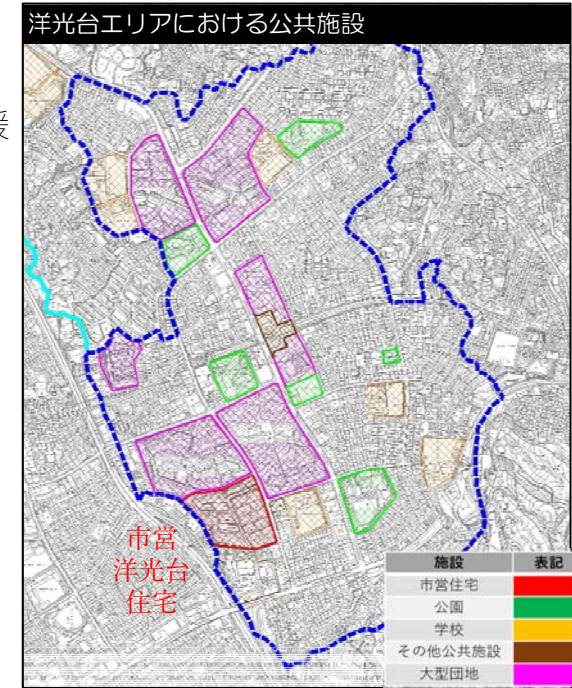 洋光台エリアにおける公共施設
援
市営
洋光台
住宅
施設 表記
市営住宅
公園
学校
その他公共施設
大型団地